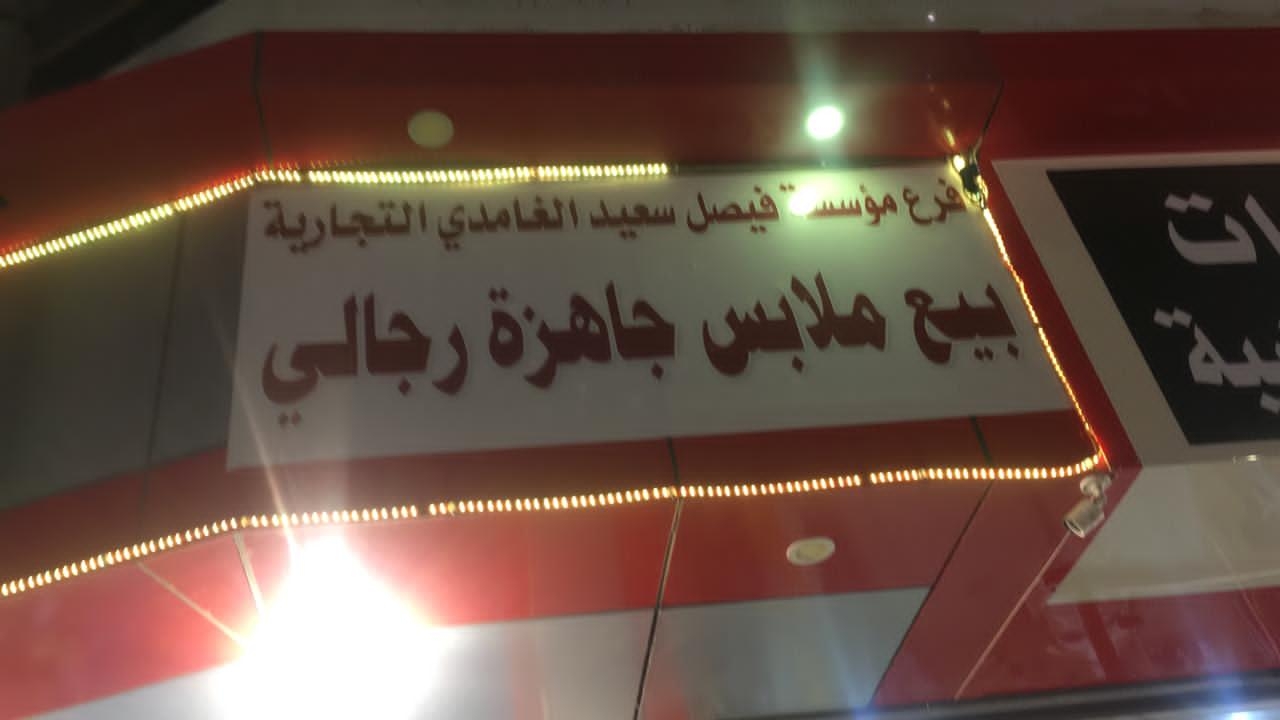 فرع مؤسسة فيصل سعيد الغامدي التجارية
بيع ملابس جاهزة رجالي